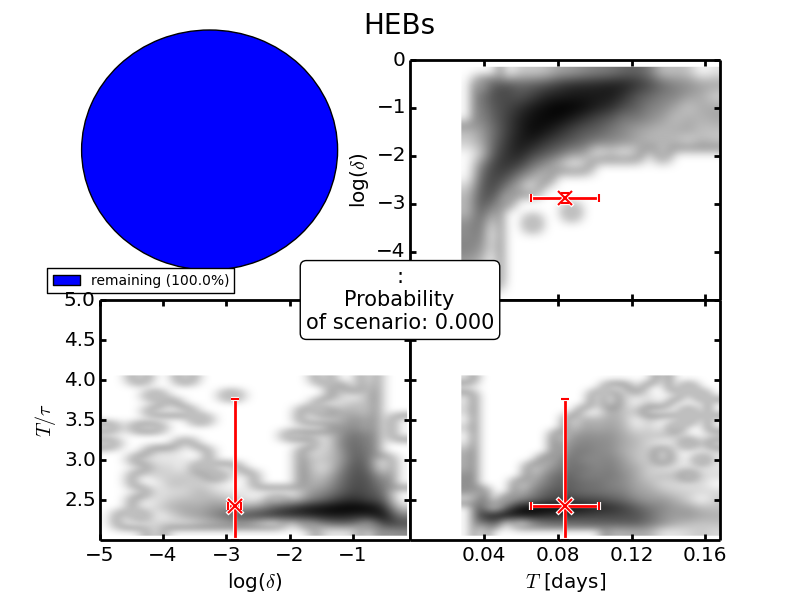 HEBs
0
−1
−2
−3
−4
log(δ)
remaining (100.0%)
:
Probability
of scenario: 0.000
5.0
4.5
4.0
3.5
3.0
2.5
T/τ
−5
−4
−3
−2
−1
log(δ)
0.04
0.08
0.12
0.16
T [days]